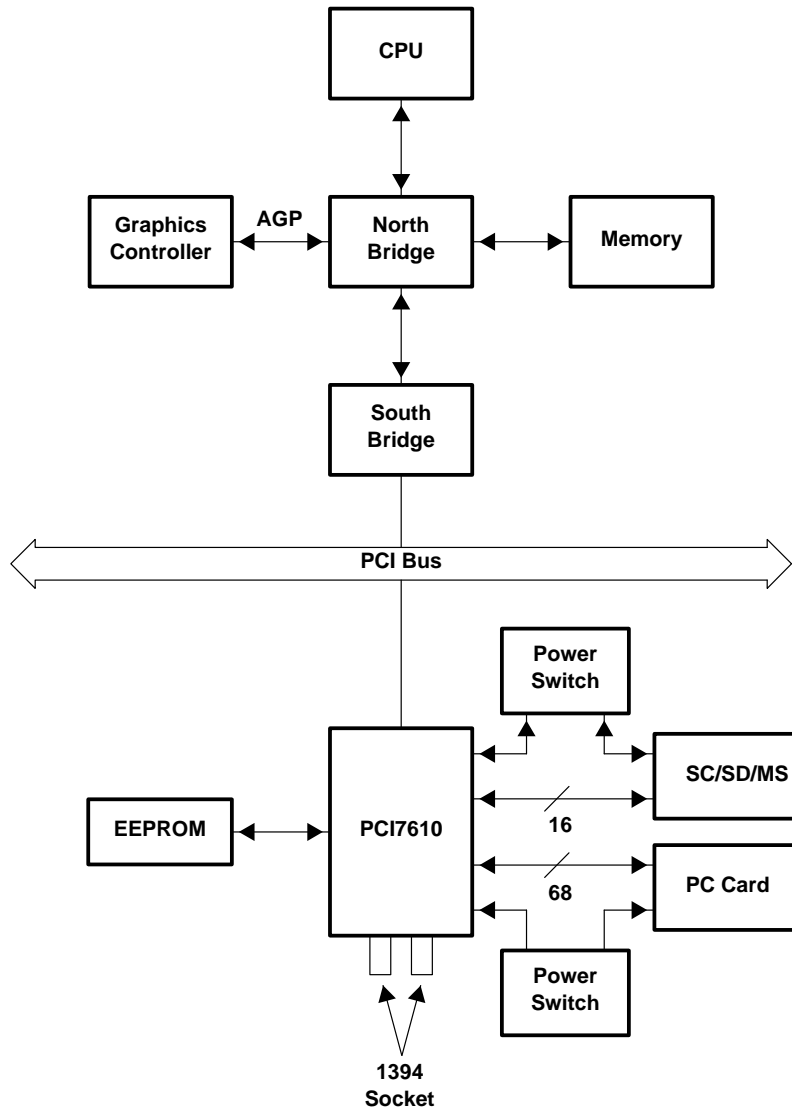 CPU
Graphics
Controller
AGP
North
Bridge
Memory
South
Bridge
PCI Bus
Power
Switch
SC/SD/MS
EEPROM
PCI7610
16
68
PC Card
Power
Switch
1394
Socket